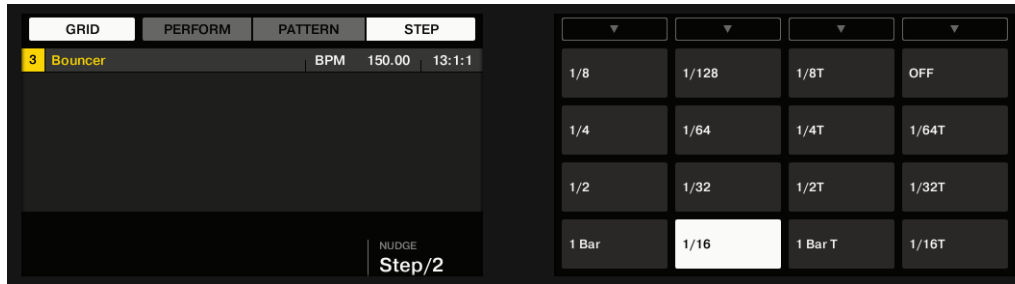 GRID PERFORM PATTERN STEP
3 Bouncer BPM 150.00 13:1:1
NUDGE
Step/2
1/8 1/128 1/8T OFF
1/4 1/64 1/4T 1/64T
1/2 1/32 1/2T 1/32T
1 Bar 1/16 1 Bar T 1/16T